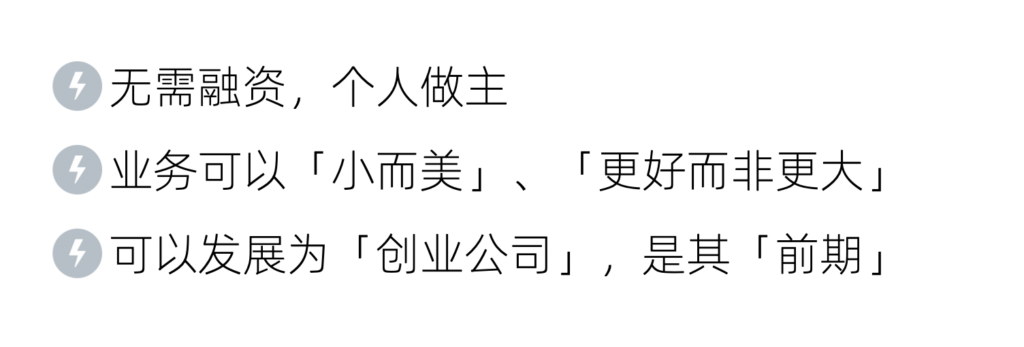 无需融资，个人做主
业务可以「小而美」、「更好而非更大」
可以发展为「创业公司」，是其「前期」